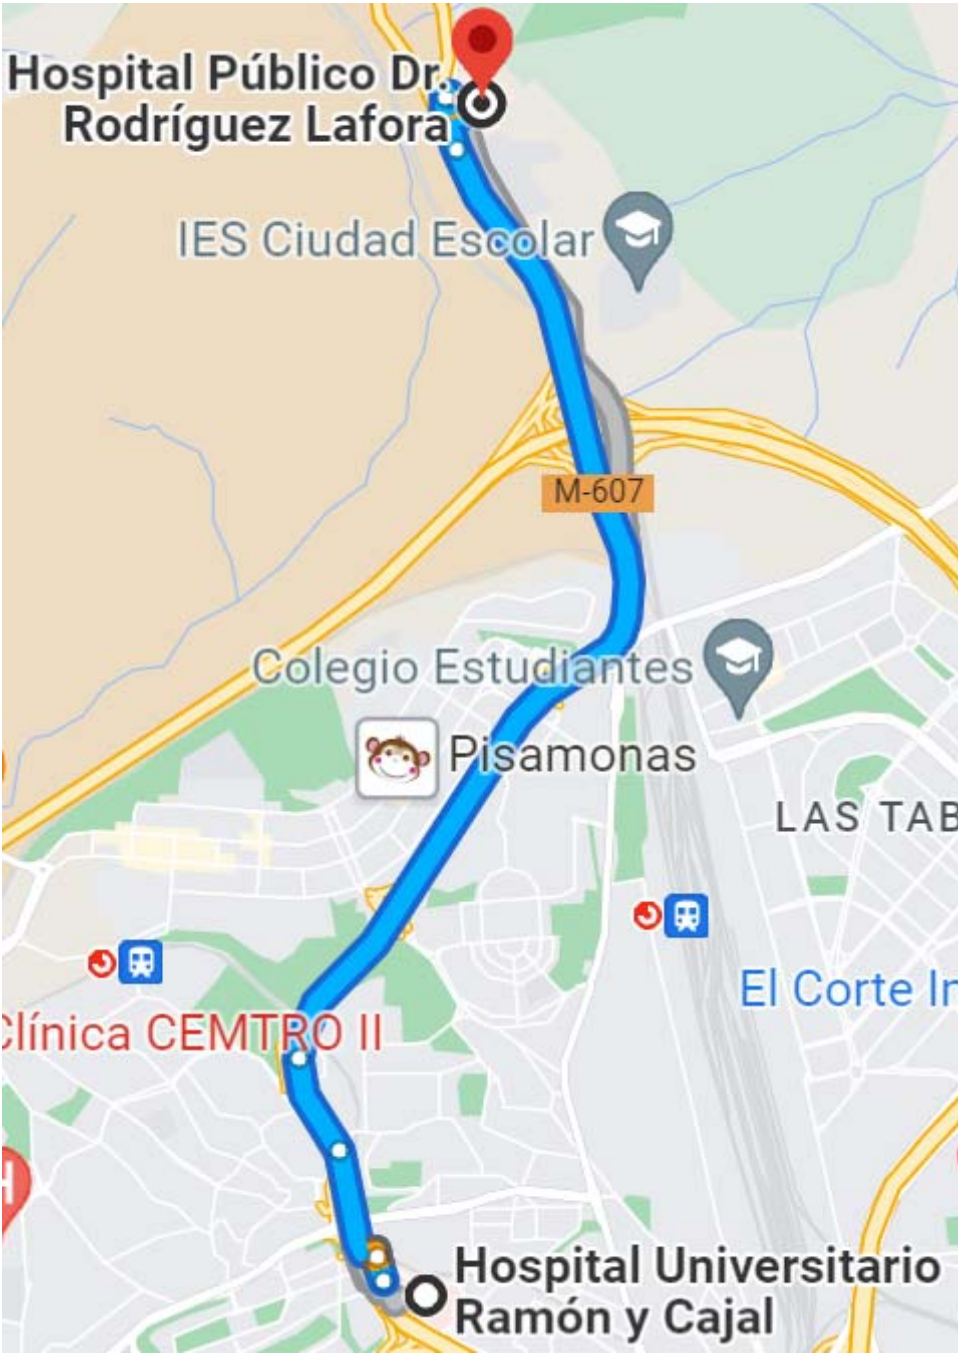 Hospital Público Dr.
Rodríguez Lafora
IES Ciudad Escolar
M-607
Colegio Estudiantes
Pisamonas
LAS TAB
El Corte In
Clínica CEMTRO II
H
Hospital Universitario
Ramón y Cajal